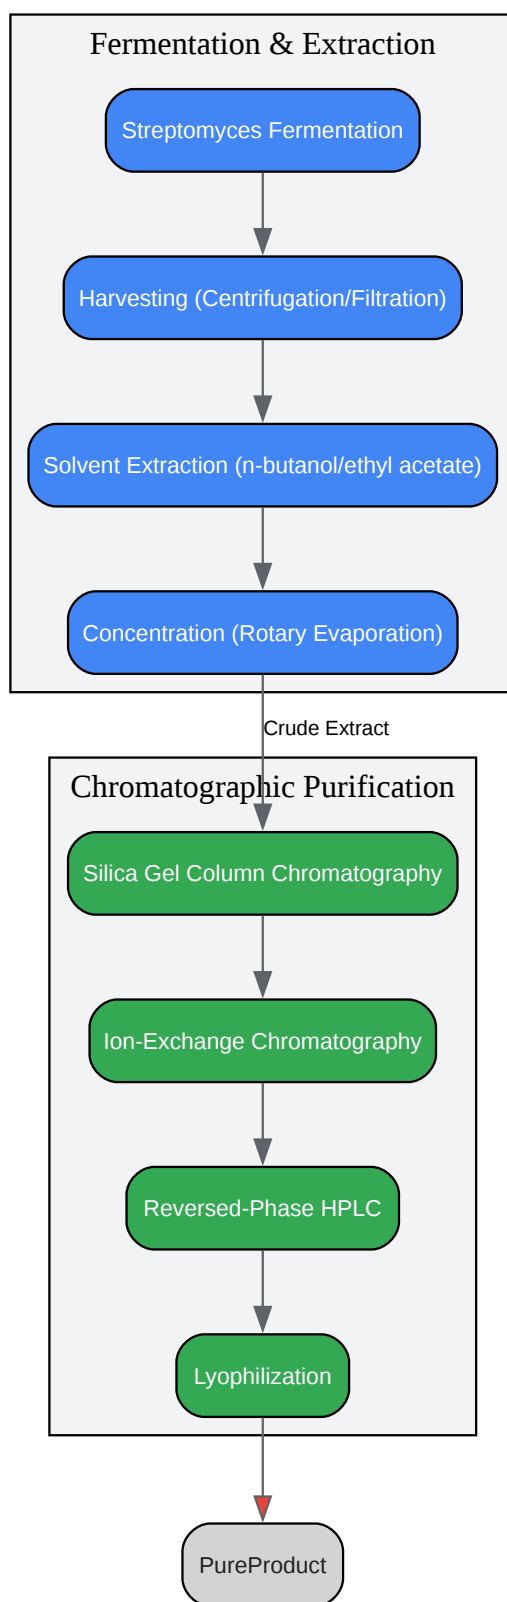 Fermentation & Extraction
Streptomyces Fermentation
Harvesting (Centrifugation/Filtration)
Solvent Extraction (n-butanol/ethyl acetate)
Concentration (Rotary Evaporation)
Crude Extract
Chromatographic Purification
Silica Gel Column Chromatography
Ion-Exchange Chromatography
Reversed-Phase HPLC
Lyophilization
PureProduct